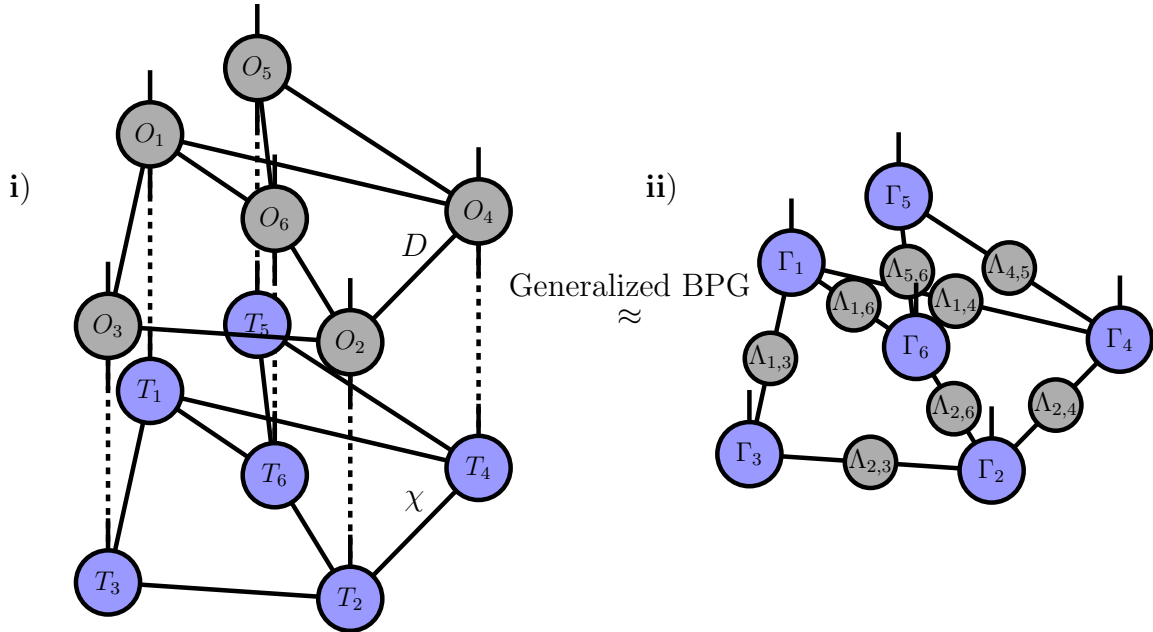 i)
O₅
O₁
O₆
O₄
D
O₃
O₂
T₅
T₁
T₆
T₄
χ
T₃
T₂
Generalized BPG
≈
ii)
Γ₅
Γ₁
Λ₅,₆
Λ₄,₅
Λ₁,₆
Λ₁,₄
Γ₆
Γ₄
Λ₁,₃
Λ₂,₆
Λ₂,₄
Γ₃
Λ₂,₃
Γ₂